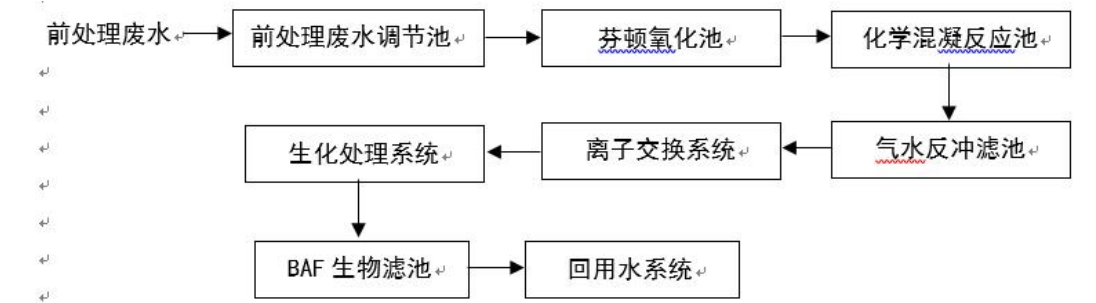 前处理废水
前处理废水调节池
芬顿氧化池
化学混凝反应池
气水反冲滤池
离子交换系统
生化处理系统
BAF 生物滤池
回用水系统